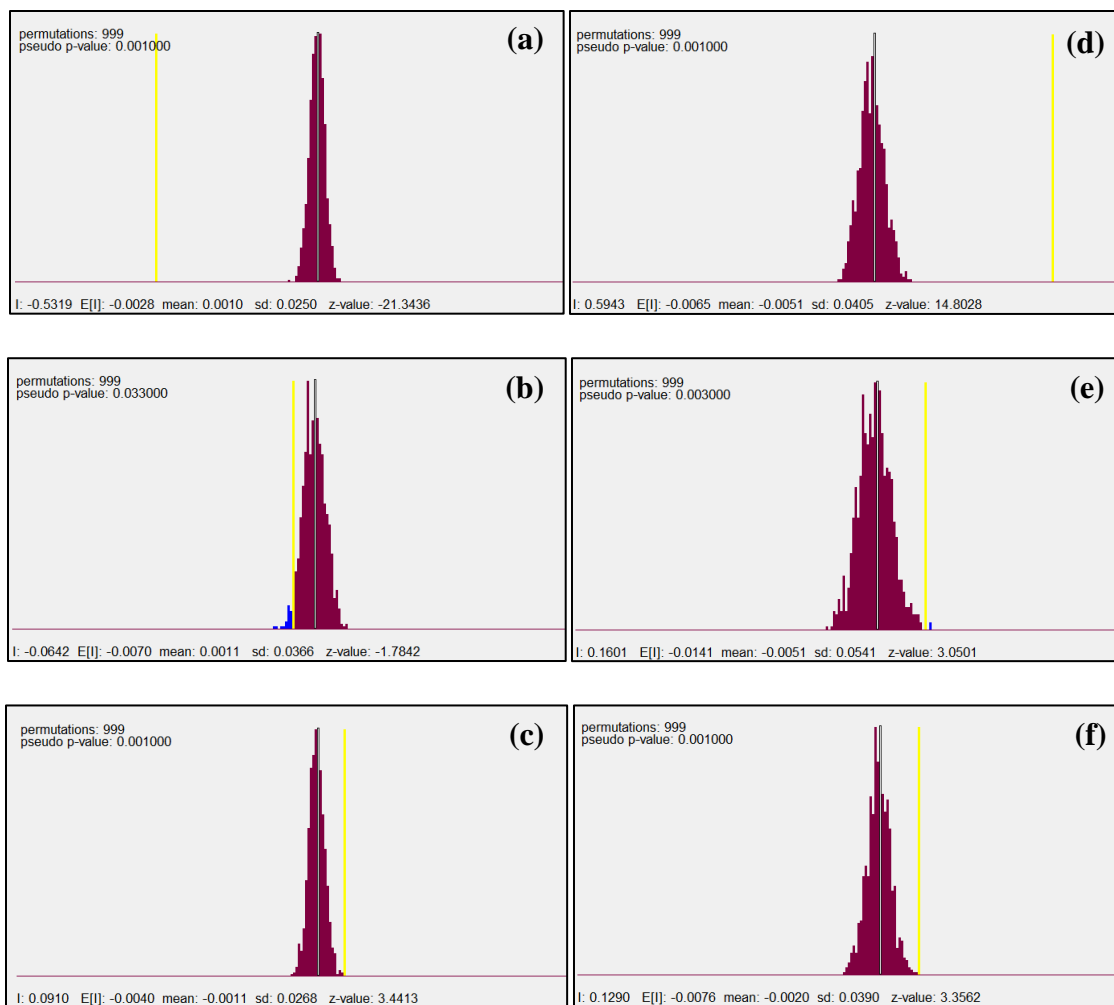 permutations: 999
pseudo p-value: 0.001000
(a)
I: -0.5319 E[I]: -0.0028 mean: 0.0010 sd: 0.0250 z-value: -21.3436
permutations: 999
pseudo p-value: 0.001000
(d)
I: 0.5943 E[I]: -0.0065 mean: -0.0051 sd: 0.0405 z-value: 14.8028
permutations: 999
pseudo p-value: 0.033000
(b)
I: -0.0642 E[I]: -0.0070 mean: 0.0011 sd: 0.0366 z-value: -1.7842
permutations: 999
pseudo p-value: 0.003000
(e)
I: 0.1601 E[I]: -0.0141 mean: -0.0051 sd: 0.0541 z-value: 3.0501
permutations: 999
pseudo p-value: 0.001000
(c)
I: 0.0910 E[I]: -0.0040 mean: -0.0011 sd: 0.0268 z-value: 3.4413
permutations: 999
pseudo p-value: 0.001000
(f)
I: 0.1290 E[I]: -0.0076 mean: -0.0020 sd: 0.0390 z-value: 3.3562